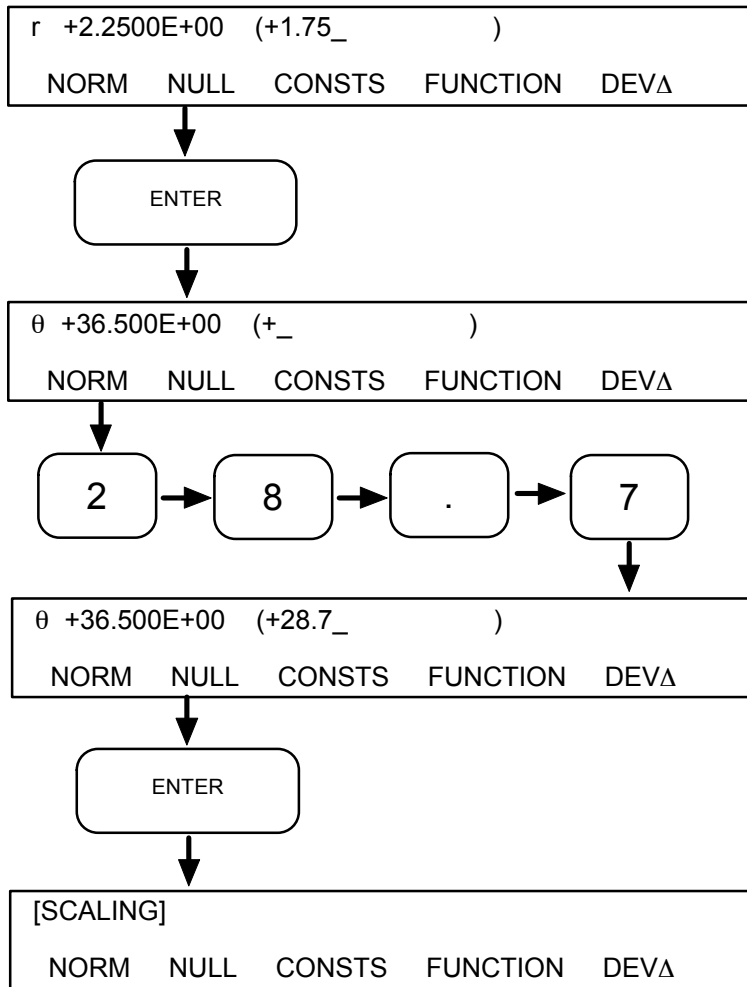 r +2.2500E+00 (+1.75_ )
NORM NULL CONSTS FUNCTION DEVΔ
ENTER
θ +36.500E+00 (+_ )
NORM NULL CONSTS FUNCTION DEVΔ
2 8 . 7
θ +36.500E+00 (+28.7_ )
NORM NULL CONSTS FUNCTION DEVΔ
ENTER
[SCALING]
NORM NULL CONSTS FUNCTION DEVΔ